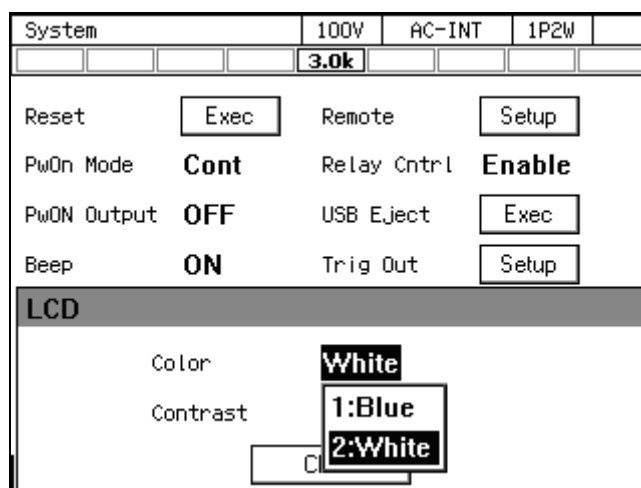 System 100V AC-INT 1P2W
3.0k
Reset Exec Remote Setup
PwOn Mode Cont Relay Cntrl Enable
PwON Output OFF USB Eject Exec
Beep ON Trig Out Setup
LCD
Color White
Contrast 1:Blue
2:White